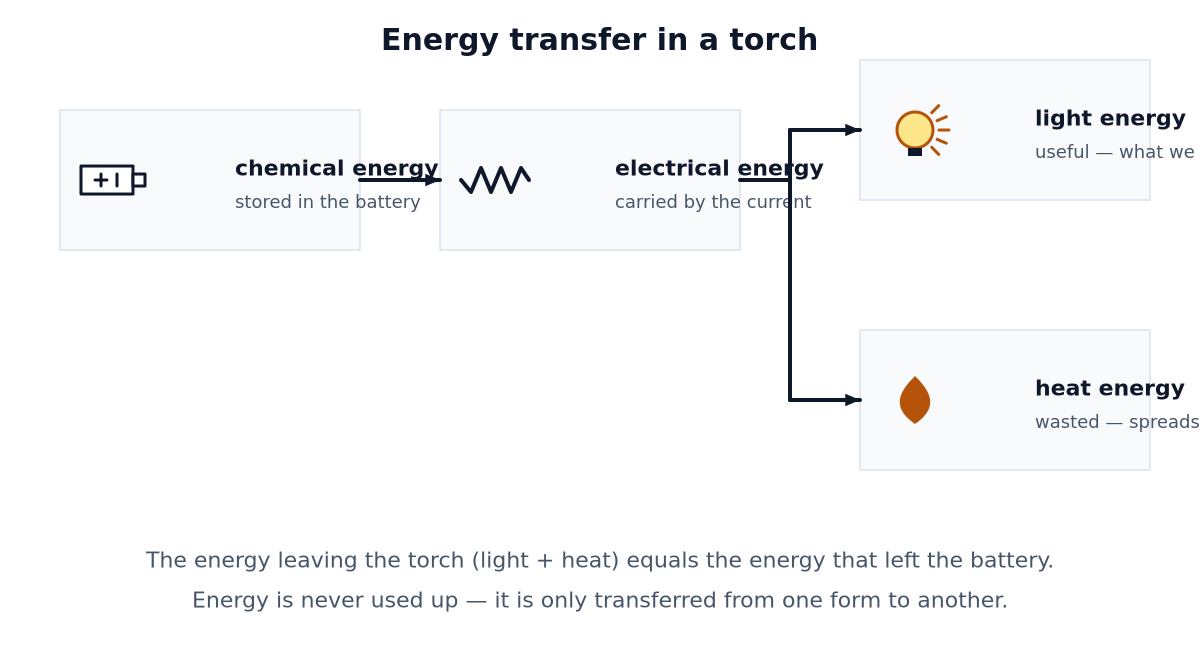 Energy transfer in a torch
chemical energy
stored in the battery
electrical energy
carried by the current
light energy
useful — what we
heat energy
wasted — spreads
The energy leaving the torch (light + heat) equals the energy that left the battery.
Energy is never used up — it is only transferred from one form to another.